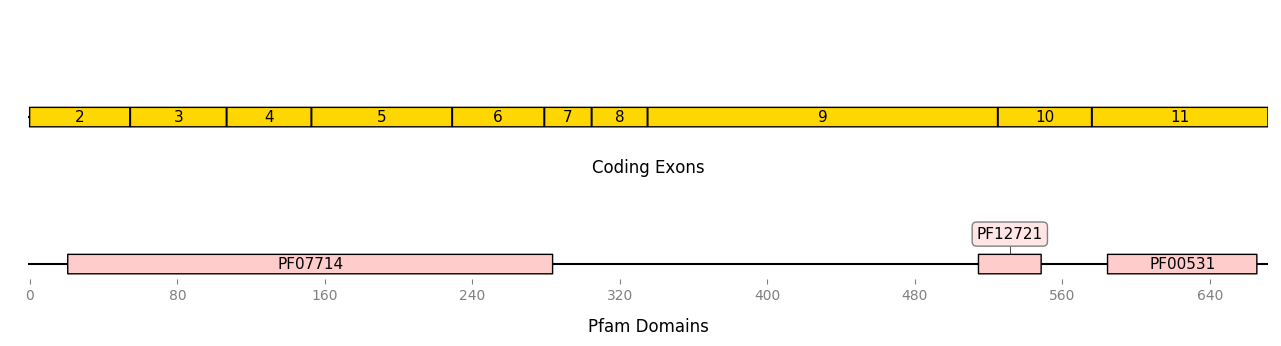 2 3 4 5 6 7 8 9 10 11
Coding Exons
PF12721
PF07714 PF00531
0 80 160 240 320 400 480 560 640
Pfam Domains